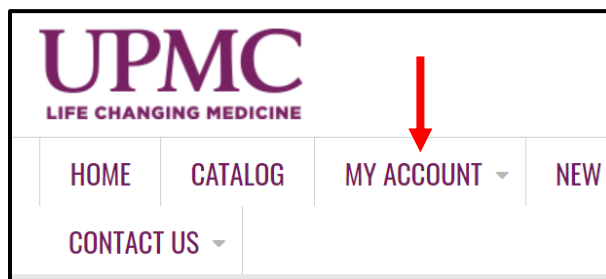 UPMC
LIFE CHANGING MEDICINE
HOME CATALOG MY ACCOUNT NEW
CONTACT US